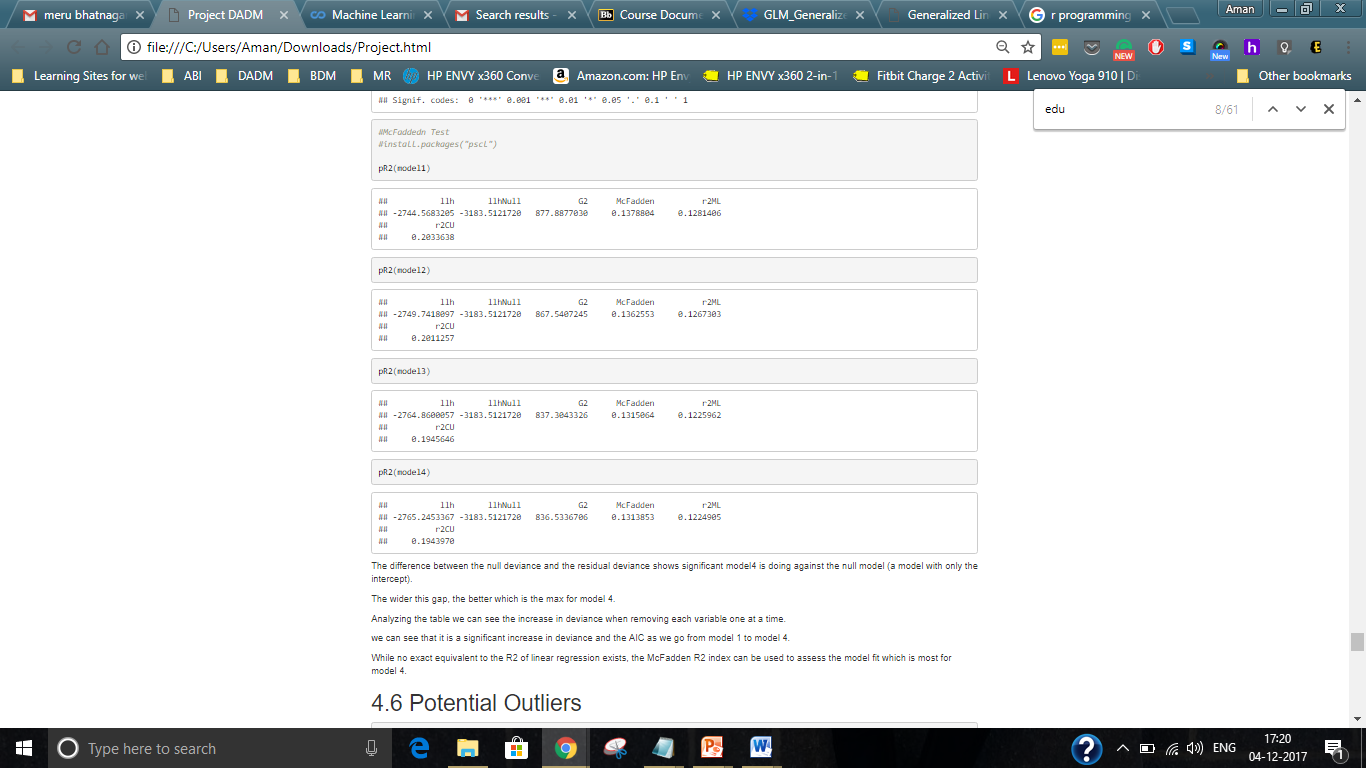 meru bhatnaga
Project DADM
Machine Learni
Search results -
Bb Course Docume
GLM_Generalize
Generalized Lin
r programming
Aman
file:///C:/Users/Aman/Downloads/Project.html
NEW
S
New
h
Learning Sites for we
ABI
DADM
BDM
MR
HP ENVY x360 Conve
Amazon.com: HP Env
HP ENVY x360 2-in-1
Fitbit Charge 2 Activi
L Lenovo Yoga 910 | Di
Other bookmarks
edu 8/61
## Signif. codes:  0 '***' 0.001 '**' 0.01 '*' 0.05 '.' 0.1 ' ' 1
#McFaddedn Test
#install.packages("pscl")
pR2(model1)
## llh llhNull G2 McFadden r2ML
## -2744.5683205 -3183.5121720 877.8877030 0.1378804 0.1281406
## r2CU
## 0.2033638
pR2(model2)
## llh llhNull G2 McFadden r2ML
## -2749.7418097 -3183.5121720 867.5407245 0.1362553 0.1267303
## r2CU
## 0.2011257
pR2(model3)
## llh llhNull G2 McFadden r2ML
## -2764.8600057 -3183.5121720 837.3043326 0.1315064 0.1225962
## r2CU
## 0.1945646
pR2(model4)
## llh llhNull G2 McFadden r2ML
## -2765.2453367 -3183.5121720 836.5336706 0.1313853 0.1224905
## r2CU
## 0.1943970
The difference between the null deviance and the residual deviance shows significant model4 is doing against the null model (a model with only the
intercept).
The wider this gap, the better which is the max for model 4.
Analyzing the table we can see the increase in deviance when removing each variable one at a time.
we can see that it is a significant increase in deviance and the AIC as we go from model 1 to model 4.
While no exact equivalent to the R2 of linear regression exists, the McFadden R2 index can be used to assess the model fit which is most for
model 4.
4.6 Potential Outliers
Type here to search
ENG
17:20
04-12-2017
1